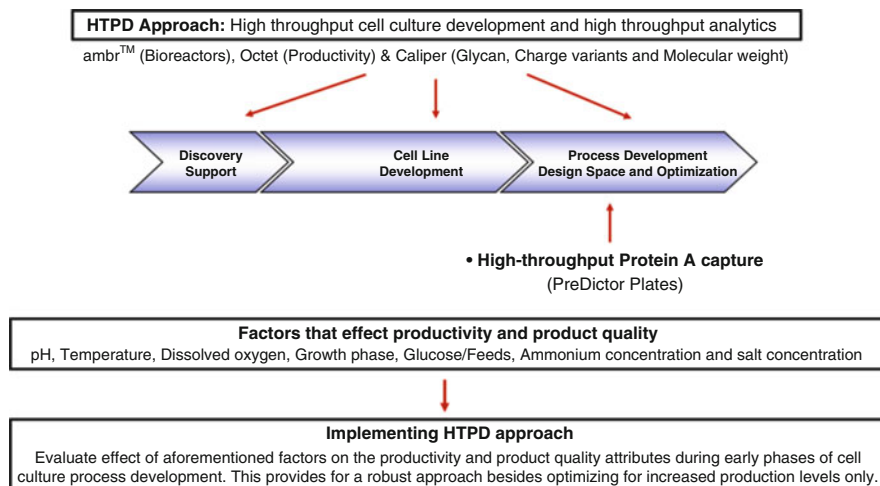 HTPD Approach: High throughput cell culture development and high throughput analytics
ambr™ (Bioreactors), Octet (Productivity) & Caliper (Glycan, Charge variants and Molecular weight)
Discovery
Support
Cell Line
Development
Process Development
Design Space and Optimization
• High-throughput Protein A capture
(PreDictor Plates)
Factors that effect productivity and product quality
pH, Temperature, Dissolved oxygen, Growth phase, Glucose/Feeds, Ammonium concentration and salt concentration
Implementing HTPD approach
Evaluate effect of aforementioned factors on the productivity and product quality attributes during early phases of cell
culture process development. This provides for a robust approach besides optimizing for increased production levels only.